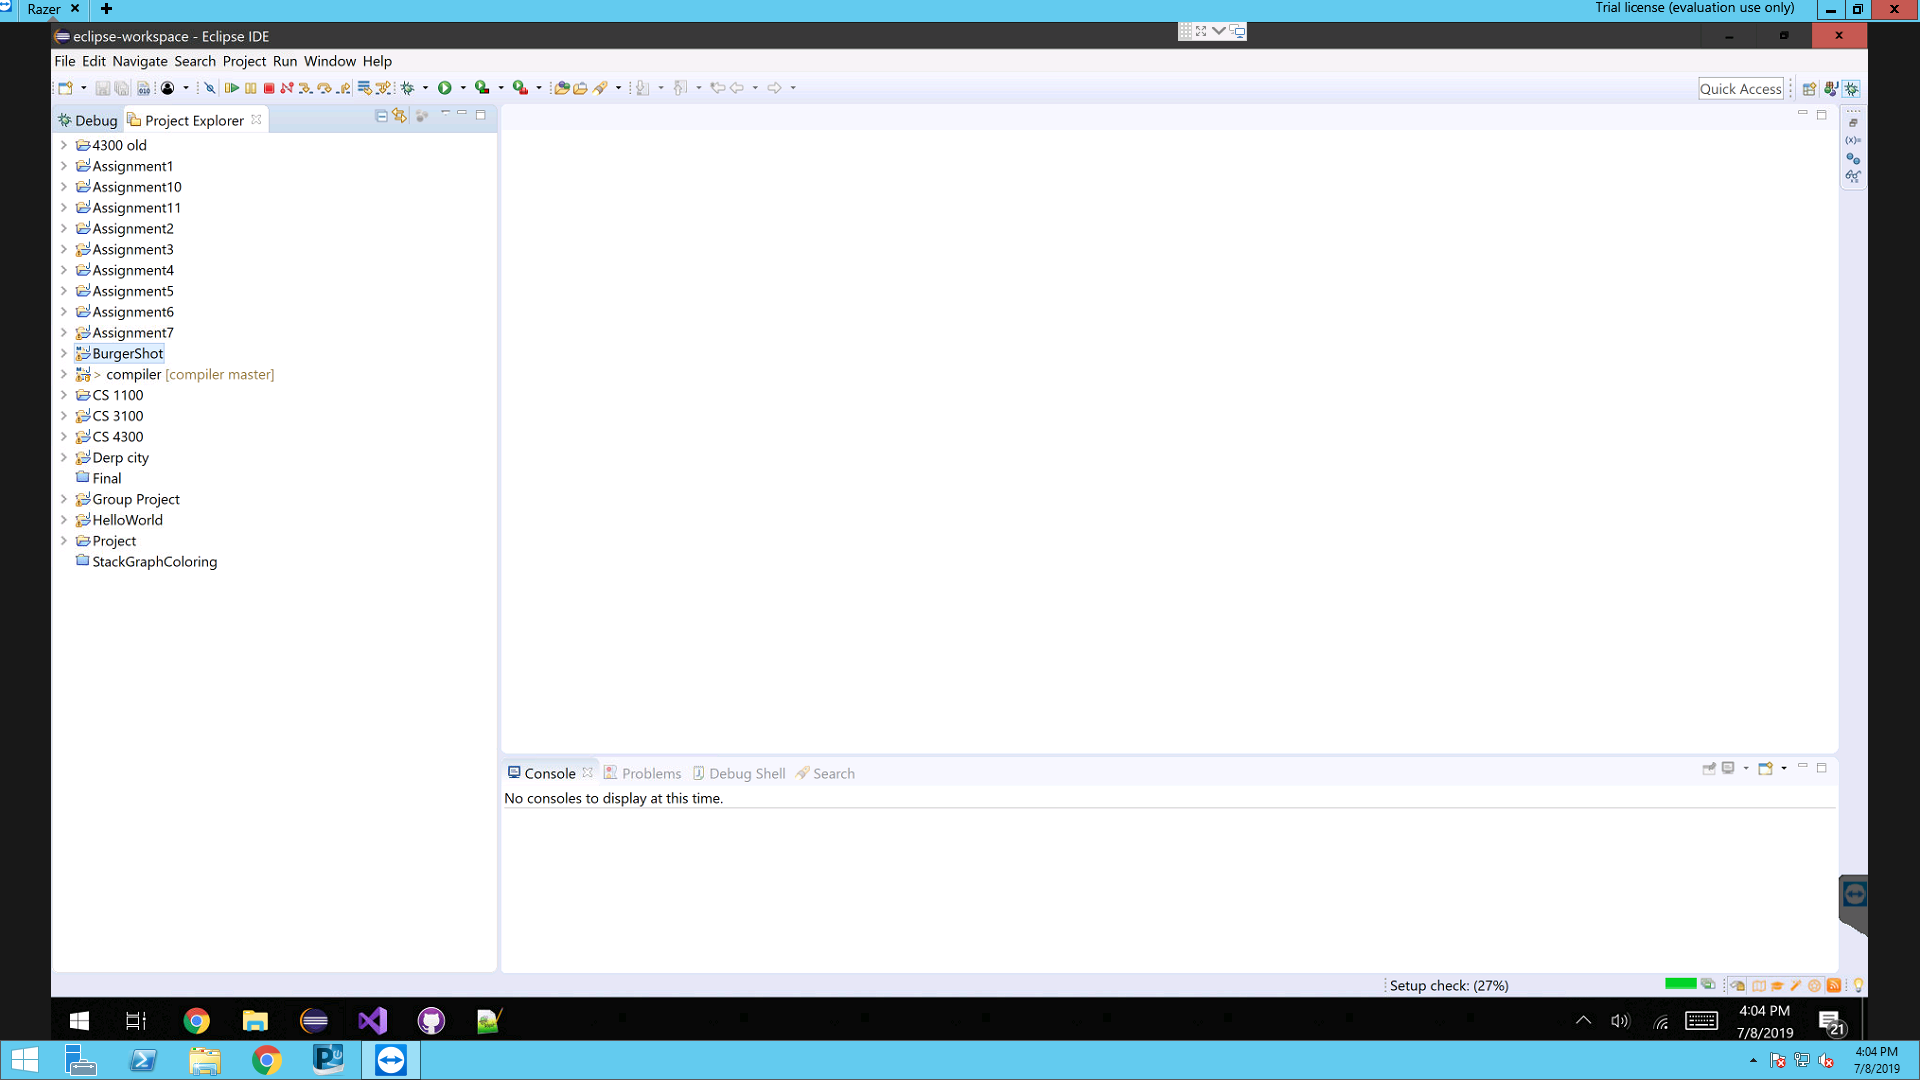 Razer
Trial license (evaluation use only)
eclipse-workspace - Eclipse IDE
File Edit Navigate Search Project Run Window Help
Quick Access
Debug Project Explorer
4300 old
Assignment1
Assignment10
Assignment11
Assignment2
Assignment3
Assignment4
Assignment5
Assignment6
Assignment7
BurgerShot
> compiler [compiler master]
CS 1100
CS 3100
CS 4300
Derp city
Final
Group Project
HelloWorld
Project
StackGraphColoring
Console Problems Debug Shell Search
No consoles to display at this time.
Setup check: (27%)
4:04 PM
7/8/2019
21
4:04 PM
7/8/2019